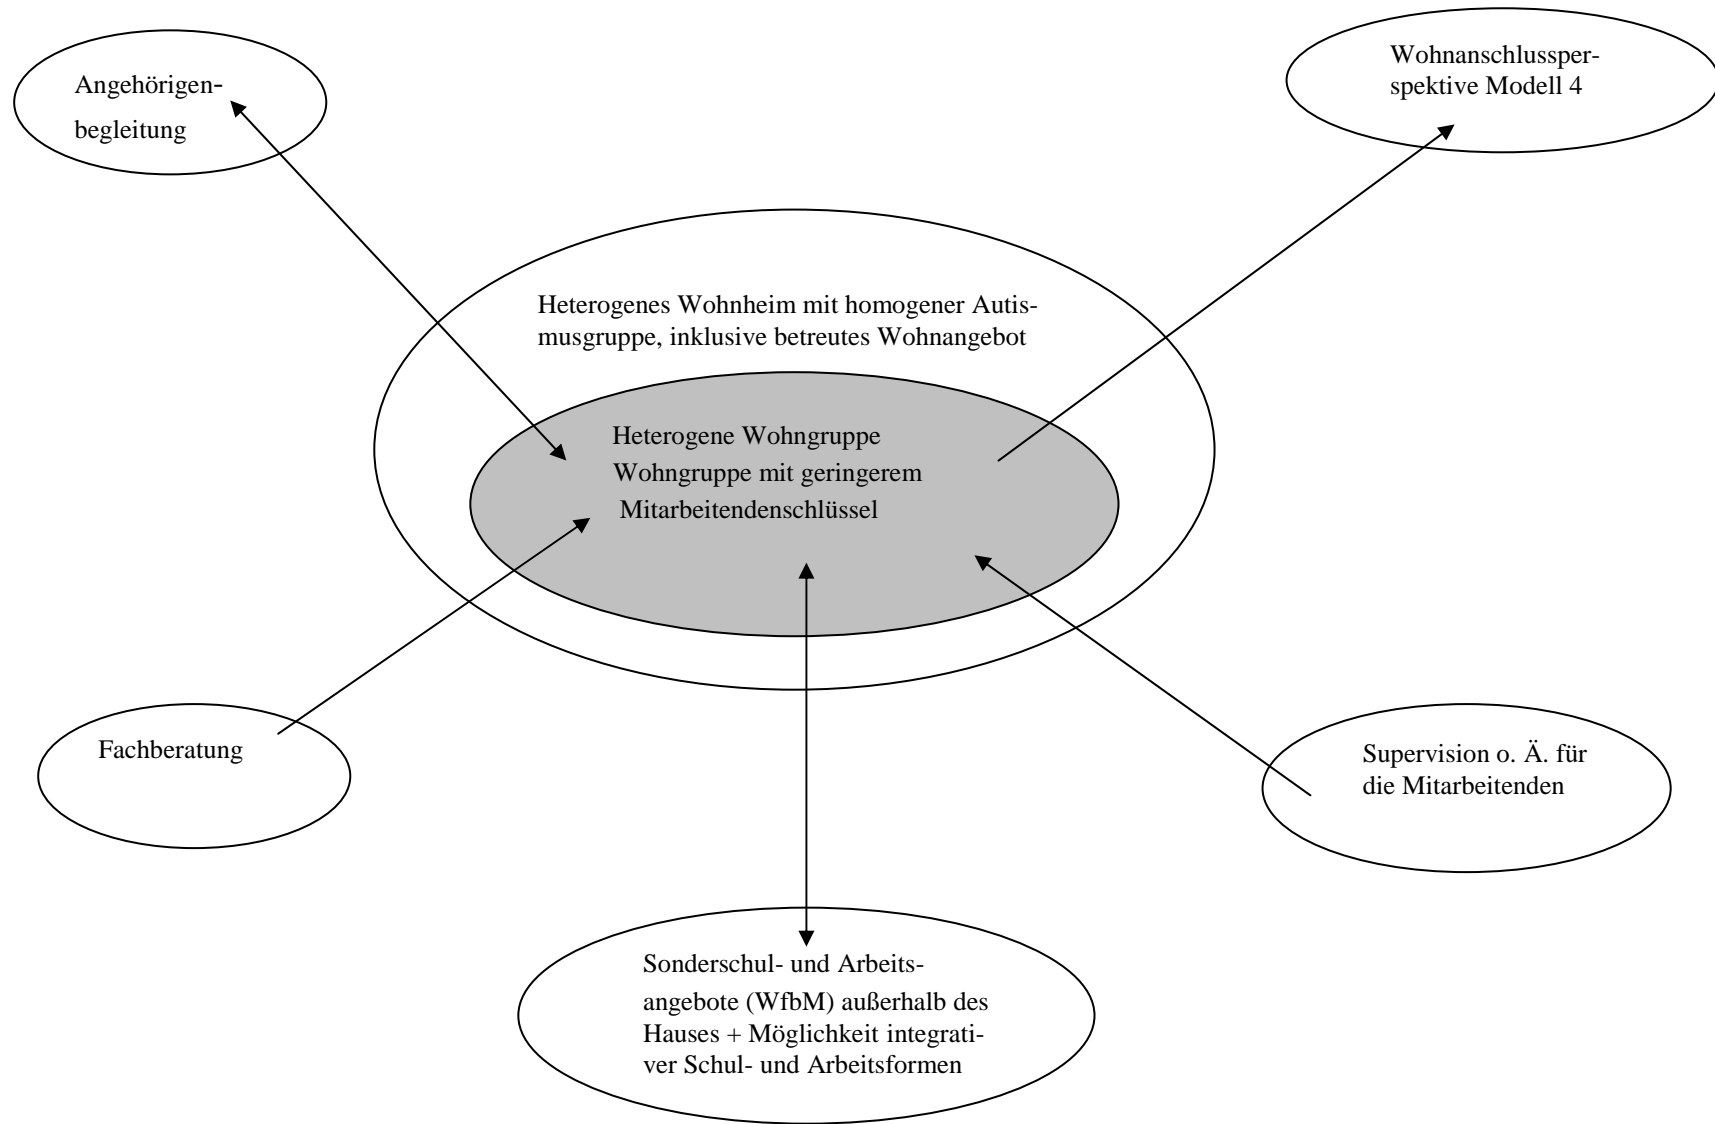 Angehörigen-
begleitung
Wohnanschlussper-
spektive Modell 4
Heterogenes Wohnheim mit homogener Autis-
musgruppe, inklusive betreutes Wohnangebot
Heterogene Wohngruppe
Wohngruppe mit geringerem
Mitarbeitendenschlüssel
Fachberatung
Supervision o. Ä. für
die Mitarbeitenden
Sonderschul- und Arbeits-
angebote (WfbM) außerhalb des
Hauses + Möglichkeit integrati-
ver Schul- und Arbeitsformen